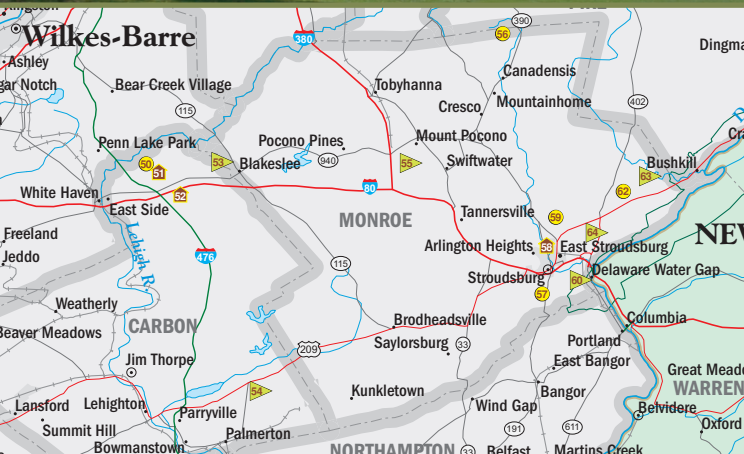 Wilkes-Barre
380
390
56
Ashley
Canadensis
Tobyhanna
Bear Creek Village
Mountainhome
Cresco
402
115
Mount Pocono
Penn Lake Park
Pocono Pines
940
50
51
53
Blakeslee
55
Swiftwater
Bushkill
63
White Haven
52
80
62
East Side
Tannersville
59
MONROE
Freeland
Lehigh R.
64
Arlington Heights
58
East Stroudsburg
Jeddo
476
115
Stroudsburg
60
Delaware Water Gap
57
Weatherly
CARBON
Brodheadsville
Columbia
Beaver Meadows
209
Saylorsburg
33
Portland
Jim Thorpe
East Bangor
54
Kunkletown
Bangor
Great Mead
WARREN
Lansford
Lehighton
Parryville
Wind Gap
Belvidere
Summit Hill
Palmerton
191
611
Oxford
Bowmanstown
NORTHAMPTON
33
Belfast
Martins Creek